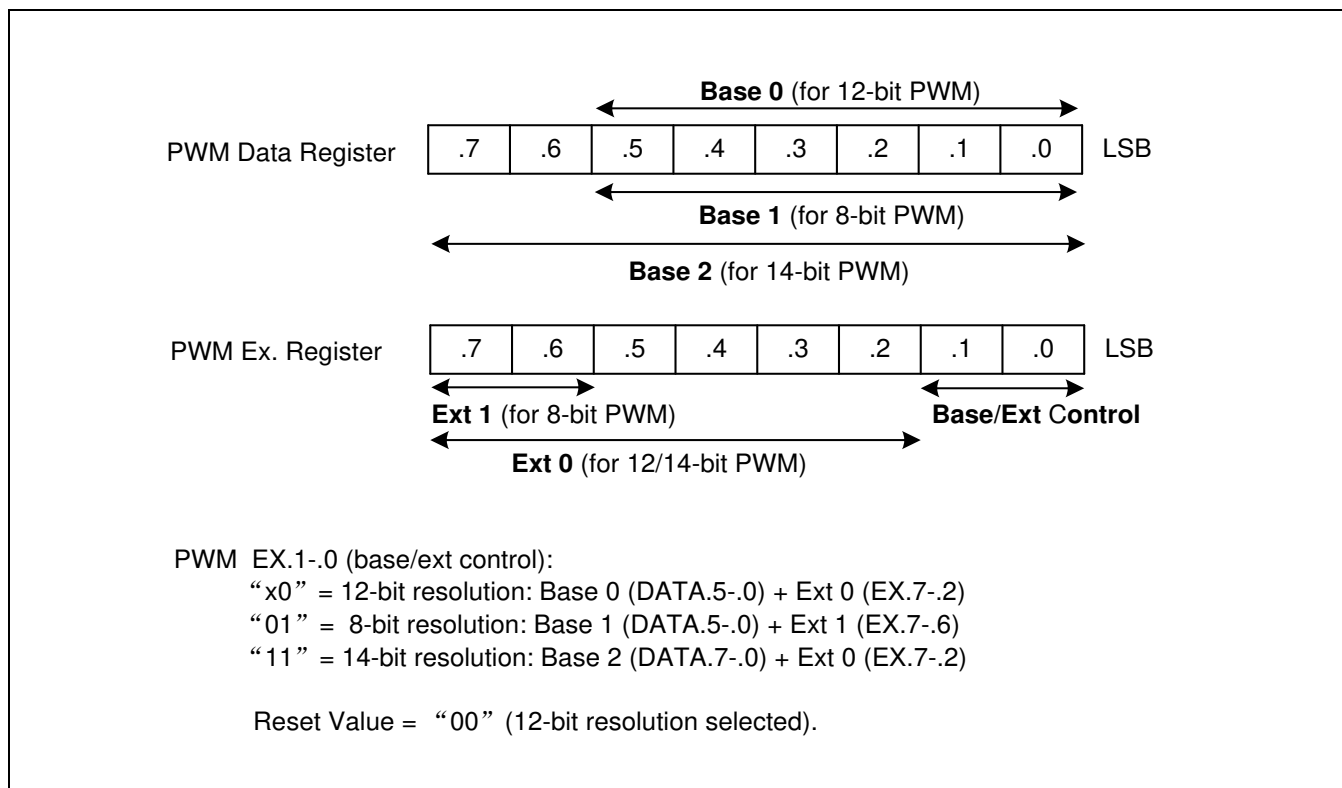 Base 0 (for 12-bit PWM)
PWM Data Register .7 .6 .5 .4 .3 .2 .1 .0 LSB
Base 1 (for 8-bit PWM)
Base 2 (for 14-bit PWM)
PWM Ex. Register .7 .6 .5 .4 .3 .2 .1 .0 LSB
Ext 1 (for 8-bit PWM) Base/Ext Control
Ext 0 (for 12/14-bit PWM)
PWM EX.1-.0 (base/ext control):
“x0” = 12-bit resolution: Base 0 (DATA.5-.0) + Ext 0 (EX.7-.2)
“01” = 8-bit resolution: Base 1 (DATA.5-.0) + Ext 1 (EX.7-.6)
“11” = 14-bit resolution: Base 2 (DATA.7-.0) + Ext 0 (EX.7-.2)
Reset Value = “00” (12-bit resolution selected).